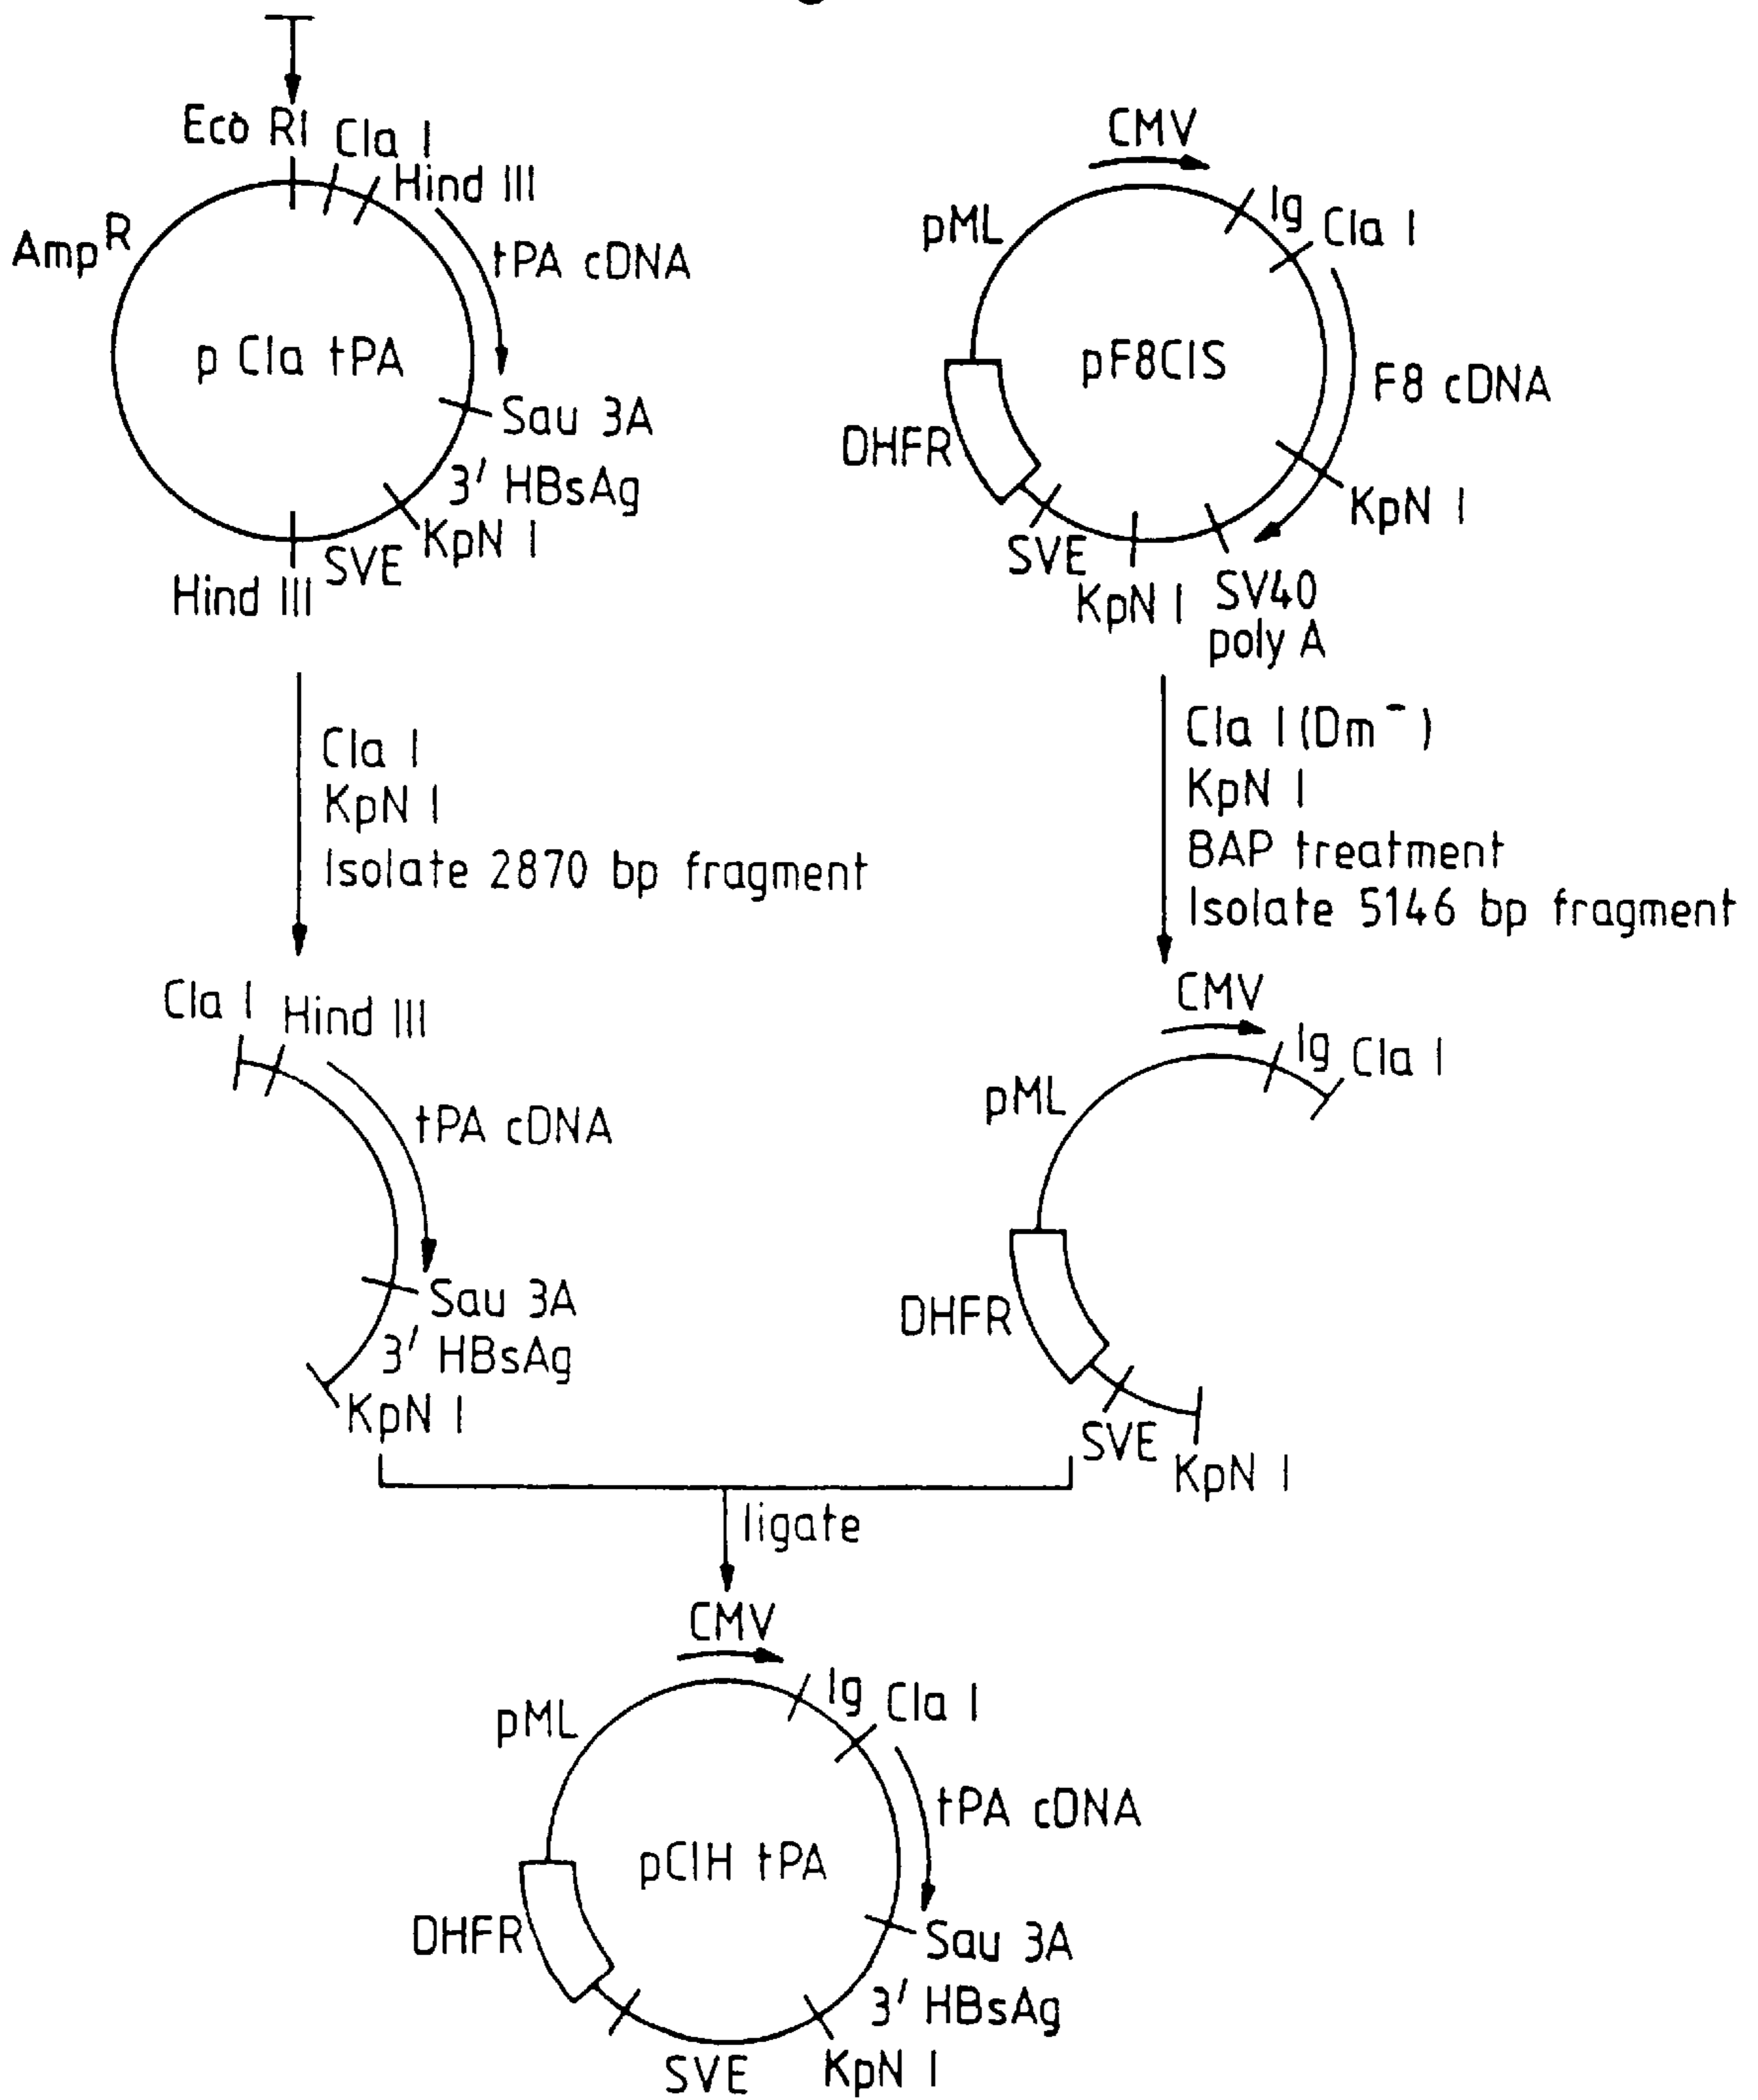 Eco RI
Cla I
Hind III
Amp R
tPA cDNA
p Cla tPA
Sau 3A
3' HBsAg
KpN I
SVE
Hind III
CMV
Ig
Cla I
pML
pF8CIS
F8 cDNA
DHFR
KpN I
SVE
KpN I
SV40
poly A
Cla I
KpN I
Isolate 2870 bp fragment
Cla I (Dm⁻)
KpN I
BAP treatment
Isolate 5146 bp fragment
Cla I
Hind III
tPA cDNA
Sau 3A
3' HBsAg
KpN I
CMV
Ig
Cla I
pML
DHFR
SVE
KpN I
ligate
CMV
Ig
Cla I
pML
tPA cDNA
pCIH tPA
DHFR
Sau 3A
3' HBsAg
SVE
KpN I